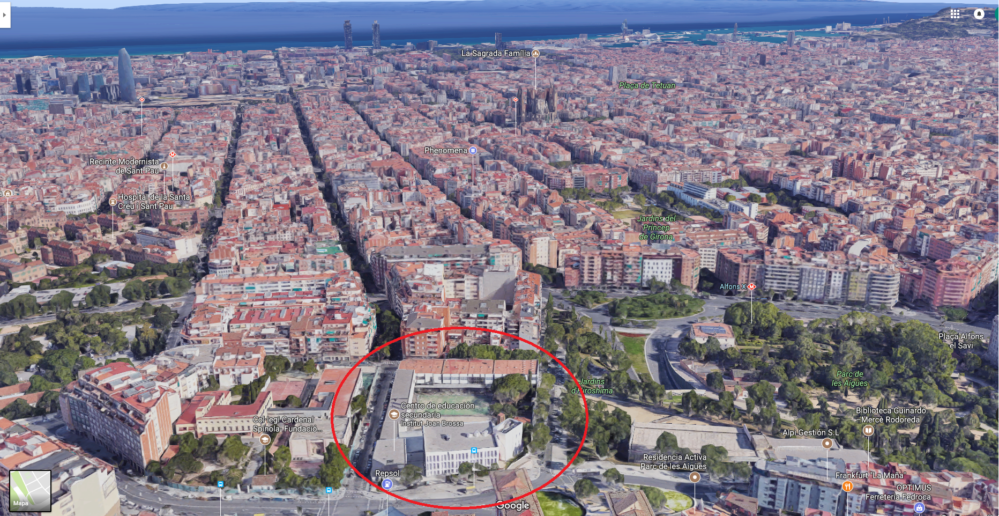 La Sagrada Família
Plaça de Tetuan
Phenomena
Recinte Modernista
de Sant Pau
Hospital de la Santa
Creu i Sant Pau
Jardins del
Príncep
de Girona
Alfons X
Plaça Alfons
el Savi
Parc de
les Aigües
Jardins
d'Hiroshima
Centro de educación
secundaria
Institut Joan Brossa
Col·legi Cardenal
Spínola- Fundació...
Biblioteca Guinardó
Mercè Rodoreda
Alpi Gestión S.L
Residencia Activa
Parc de les Aigües
Repsol
Frankfurt "La Maña"
OPTIMUS
Ferreteria Fedroca
Mapa
Google